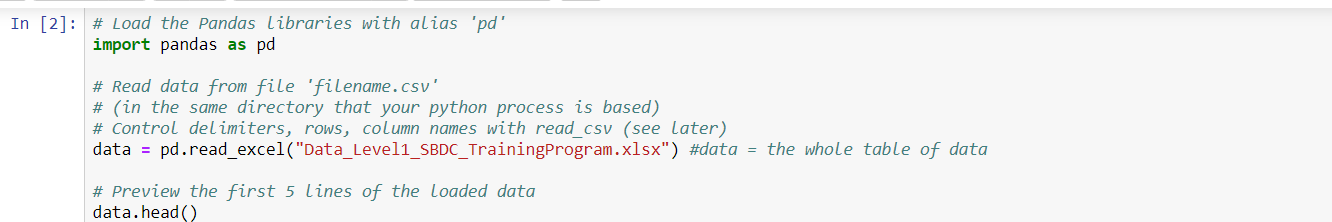 In [2]: # Load the Pandas libraries with alias 'pd'
import pandas as pd
# Read data from file 'filename.csv'
# (in the same directory that your python process is based)
# Control delimiters, rows, column names with read_csv (see later)
data = pd.read_excel("Data_Level1_SBDC_TrainingProgram.xlsx") #data = the whole table of data
# Preview the first 5 lines of the loaded data
data.head()